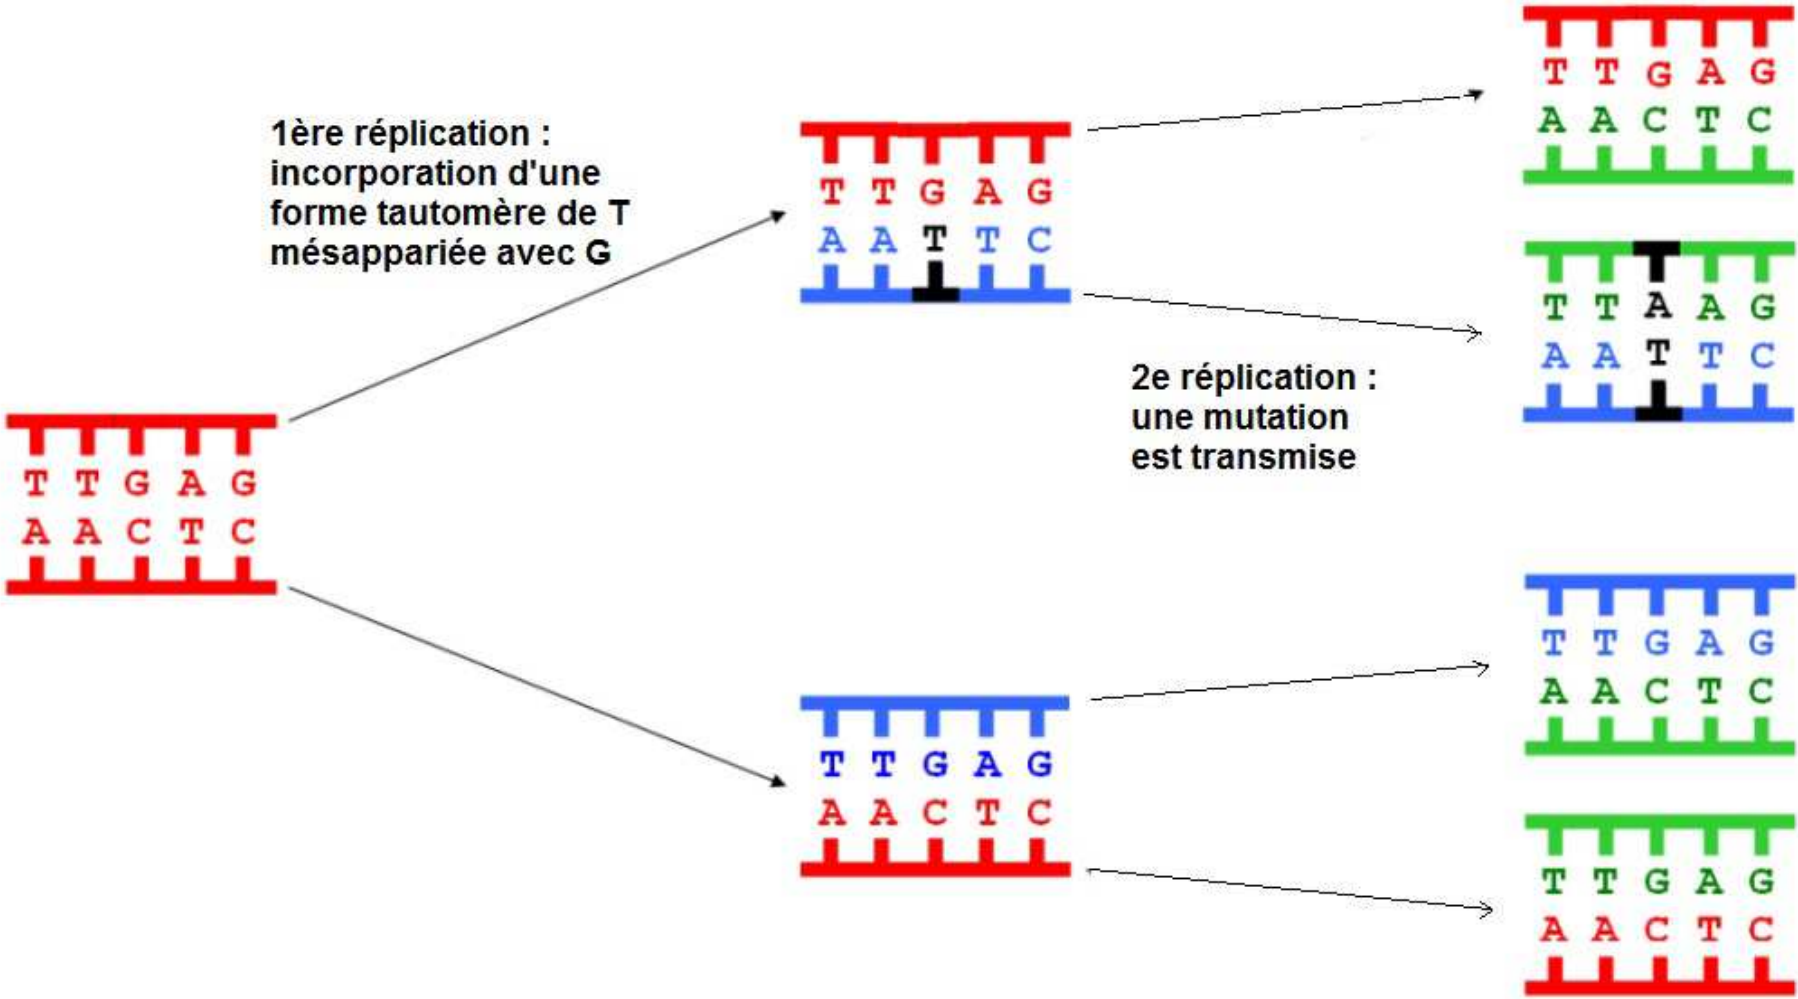 1ère réplication :
incorporation d'une
forme tautomère de T
mésappariée avec G
T T G A G
A A C T C
T T G A G
A A T T C
T T G A G
A A C T C
2e réplication :
une mutation
est transmise
T T G A G
A A C T C
T T A A G
A A T T C
T T G A G
A A C T C
T T G A G
A A C T C